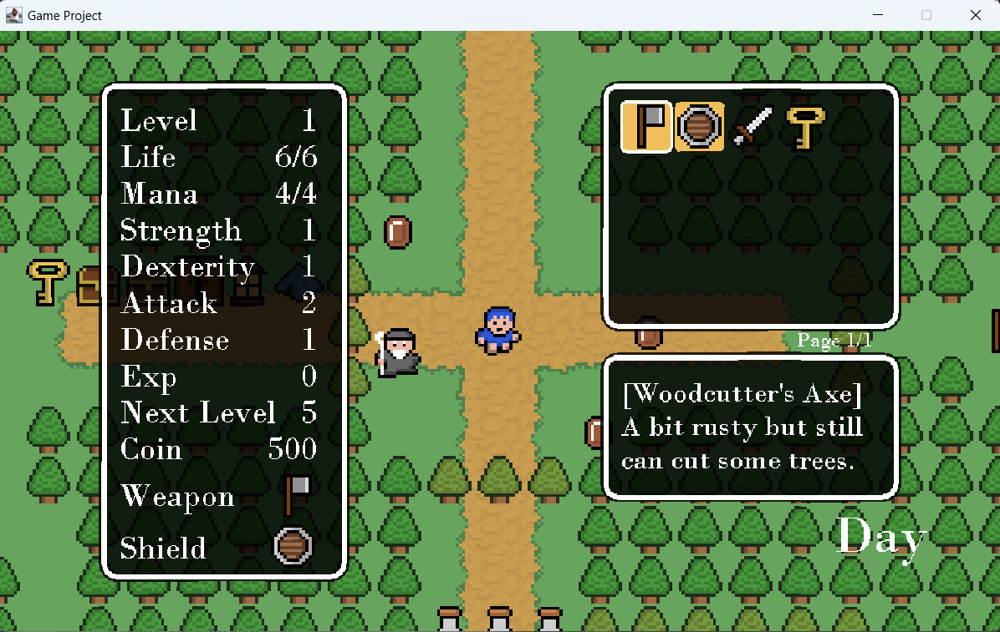 Game Project
Level 1
Life 6/6
Mana 4/4
Strength 1
Dexterity 1
Attack 2
Defense 1
Exp 0
Next Level 5
Coin 500
Weapon
Shield
Page 1/1
[Woodcutter's Axe]
A bit rusty but still
can cut some trees.
Day